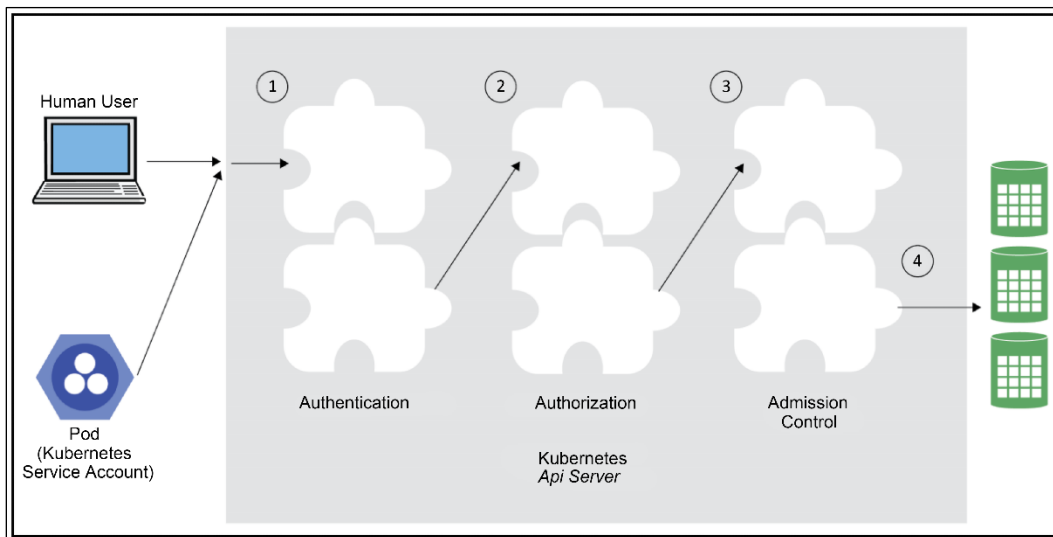 Human User
1
2
3
4
Pod
(Kubernetes
Service Account)
Authentication
Authorization
Admission
Control
Kubernetes
Api Server